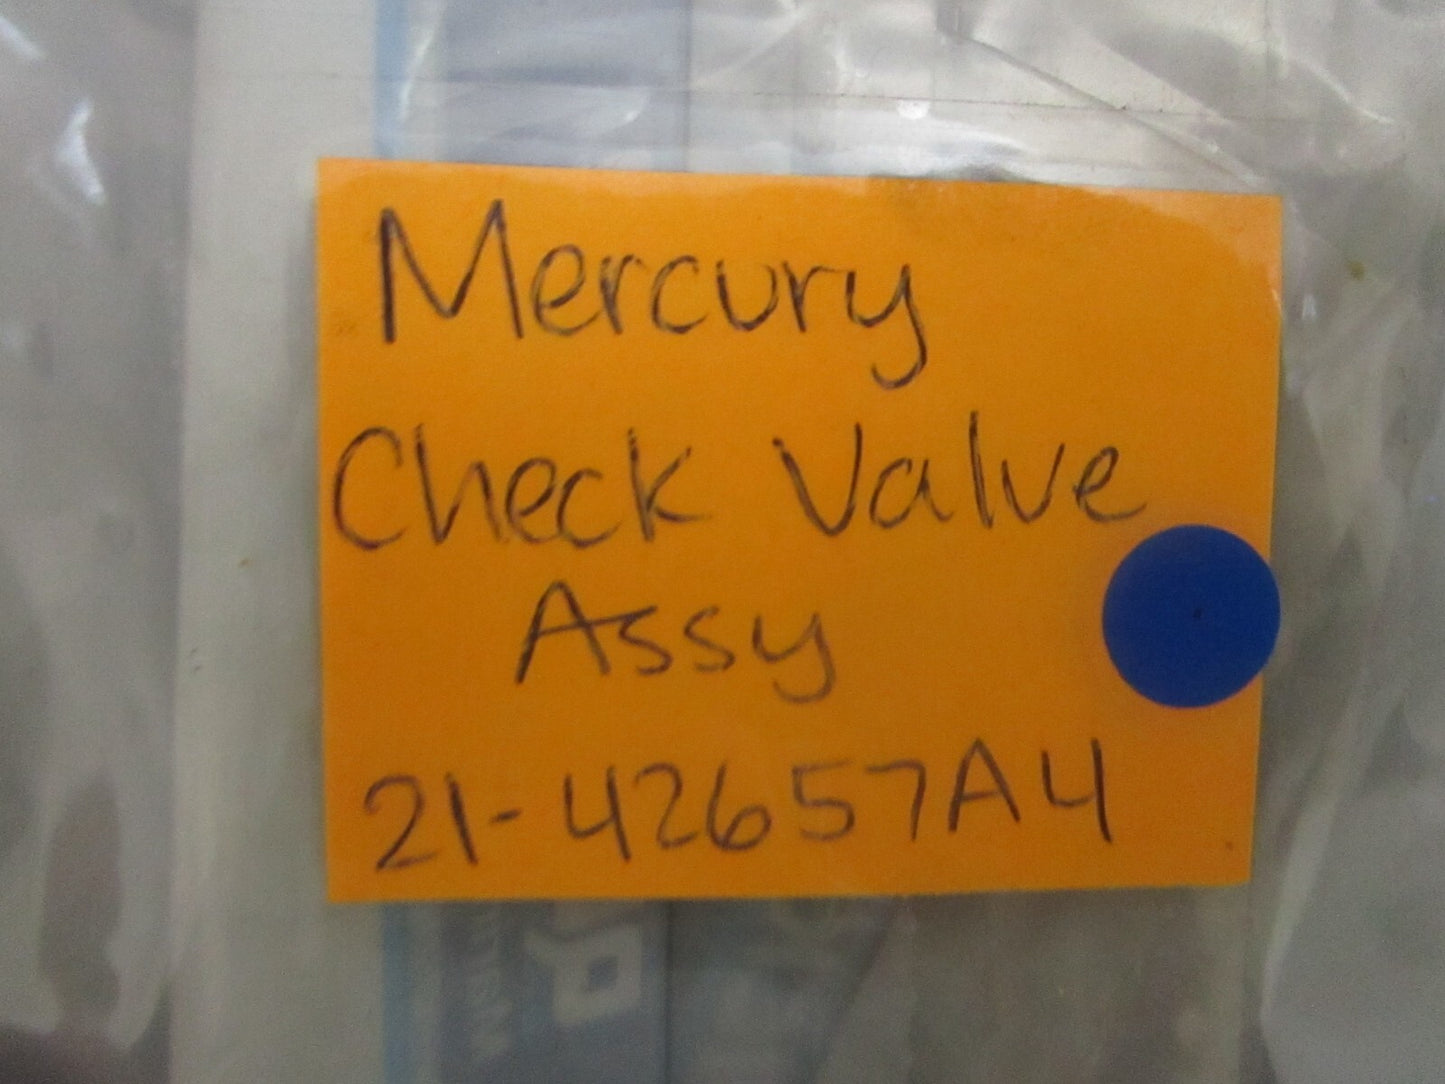 Mercury
Check Valve
Assy
21-42657A4